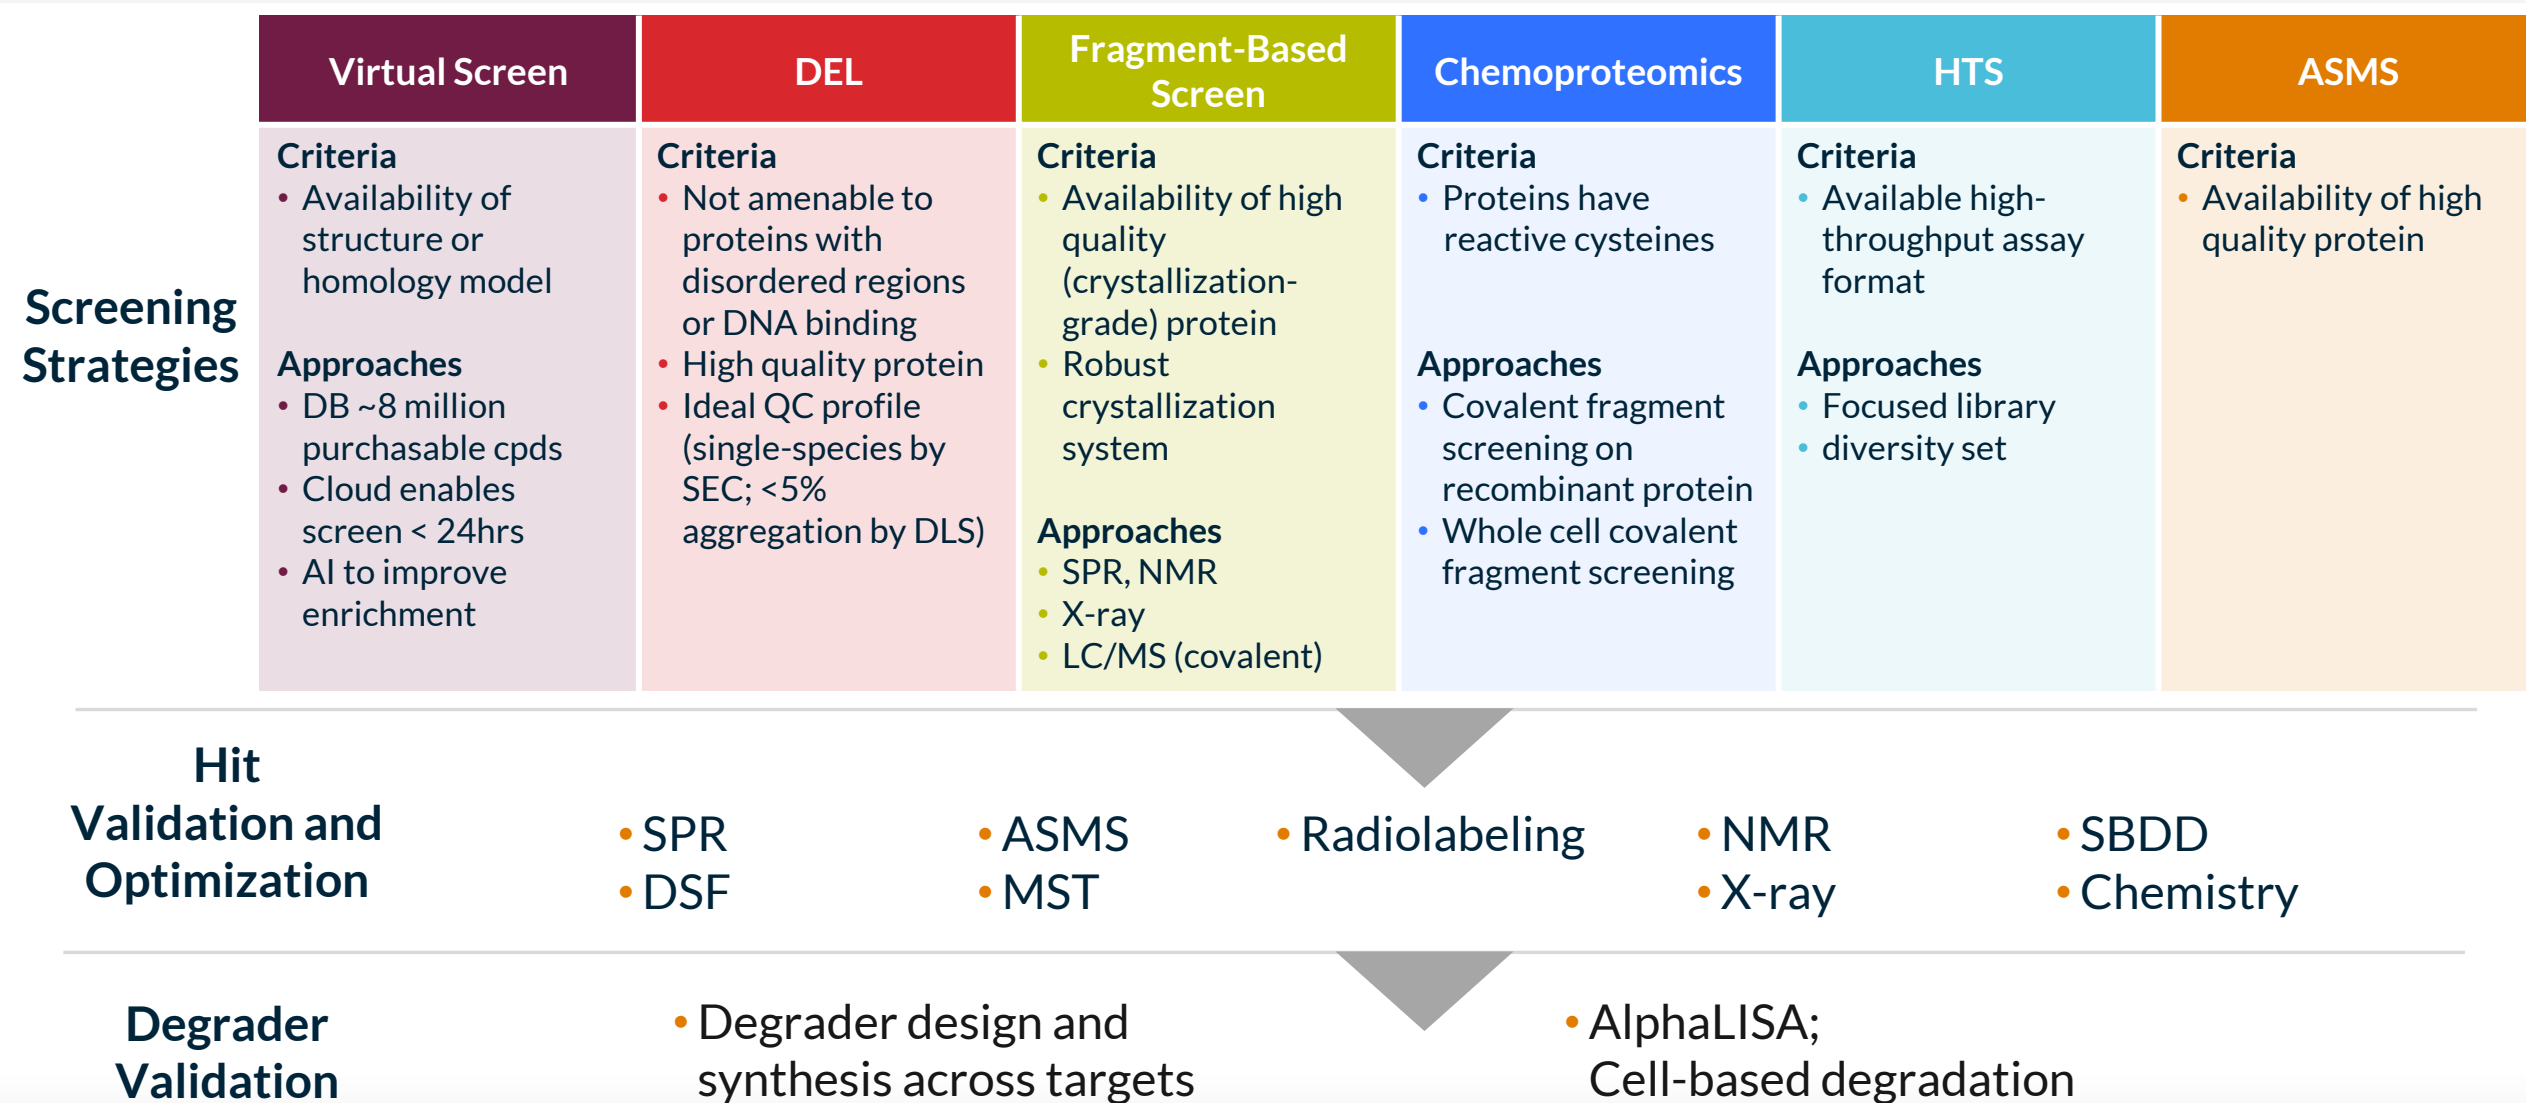 Virtual Screen
DEL
Fragment-Based
Screen
Chemoproteomics
HTS
ASMS
Screening
Strategies
Criteria
• Availability of
structure or
homology model
Approaches
• DB ~8 million
purchasable cpds
• Cloud enables
screen < 24hrs
• AI to improve
enrichment
Criteria
• Not amenable to
proteins with
disordered regions
or DNA binding
• High quality protein
• Ideal QC profile
(single-species by
SEC; <5%
aggregation by DLS)
Criteria
• Availability of high
quality
(crystallization-
grade) protein
• Robust
crystallization
system
Approaches
• SPR, NMR
• X-ray
• LC/MS (covalent)
Criteria
• Proteins have
reactive cysteines
Approaches
• Covalent fragment
screening on
recombinant protein
• Whole cell covalent
fragment screening
Criteria
• Available high-
throughput assay
format
Approaches
• Focused library
• diversity set
Criteria
• Availability of high
quality protein
Hit
Validation and
Optimization
• SPR
• DSF
• ASMS
• MST
• Radiolabeling
• NMR
• X-ray
• SBDD
• Chemistry
Degrader
Validation
• Degrader design and
synthesis across targets
• AlphaLISA;
Cell-based degradation